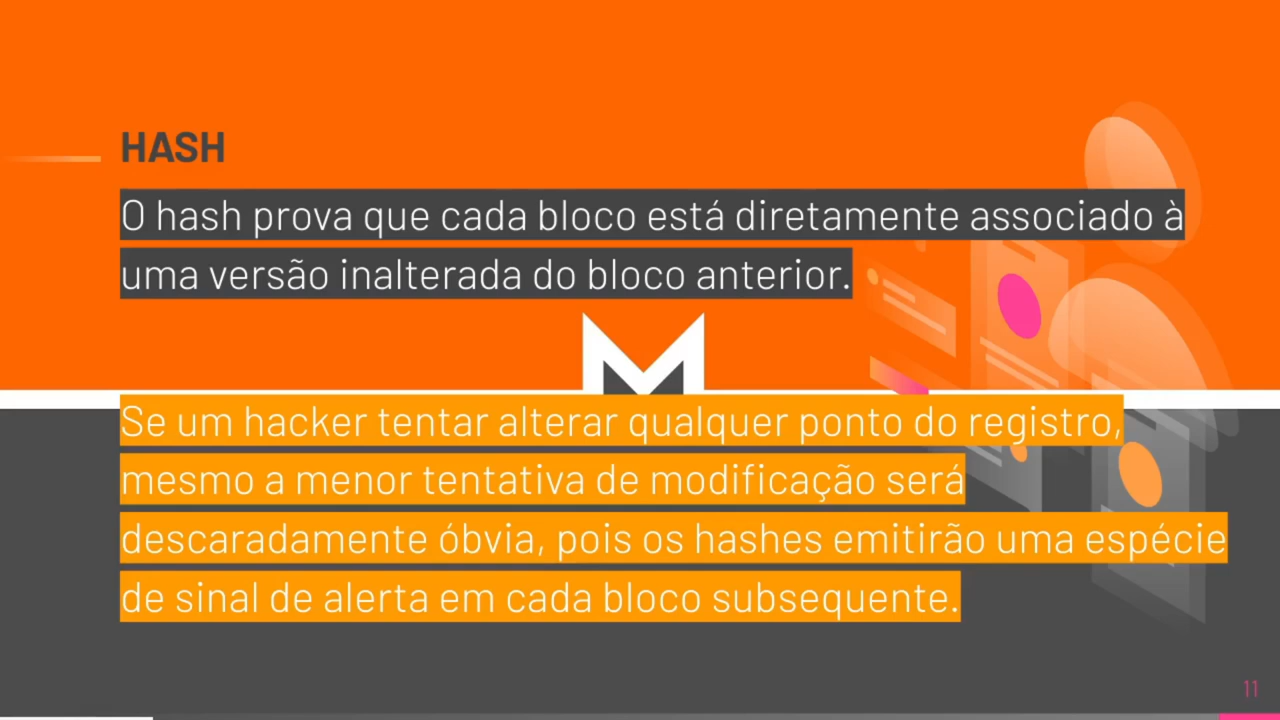 HASH
O hash prova que cada bloco está diretamente associado à
uma versão inalterada do bloco anterior.
Se um hacker tentar alterar qualquer ponto do registro,
mesmo a menor tentativa de modificação será
descaradamente óbvia, pois os hashes emitirão uma espécie
de sinal de alerta em cada bloco subsequente.
11